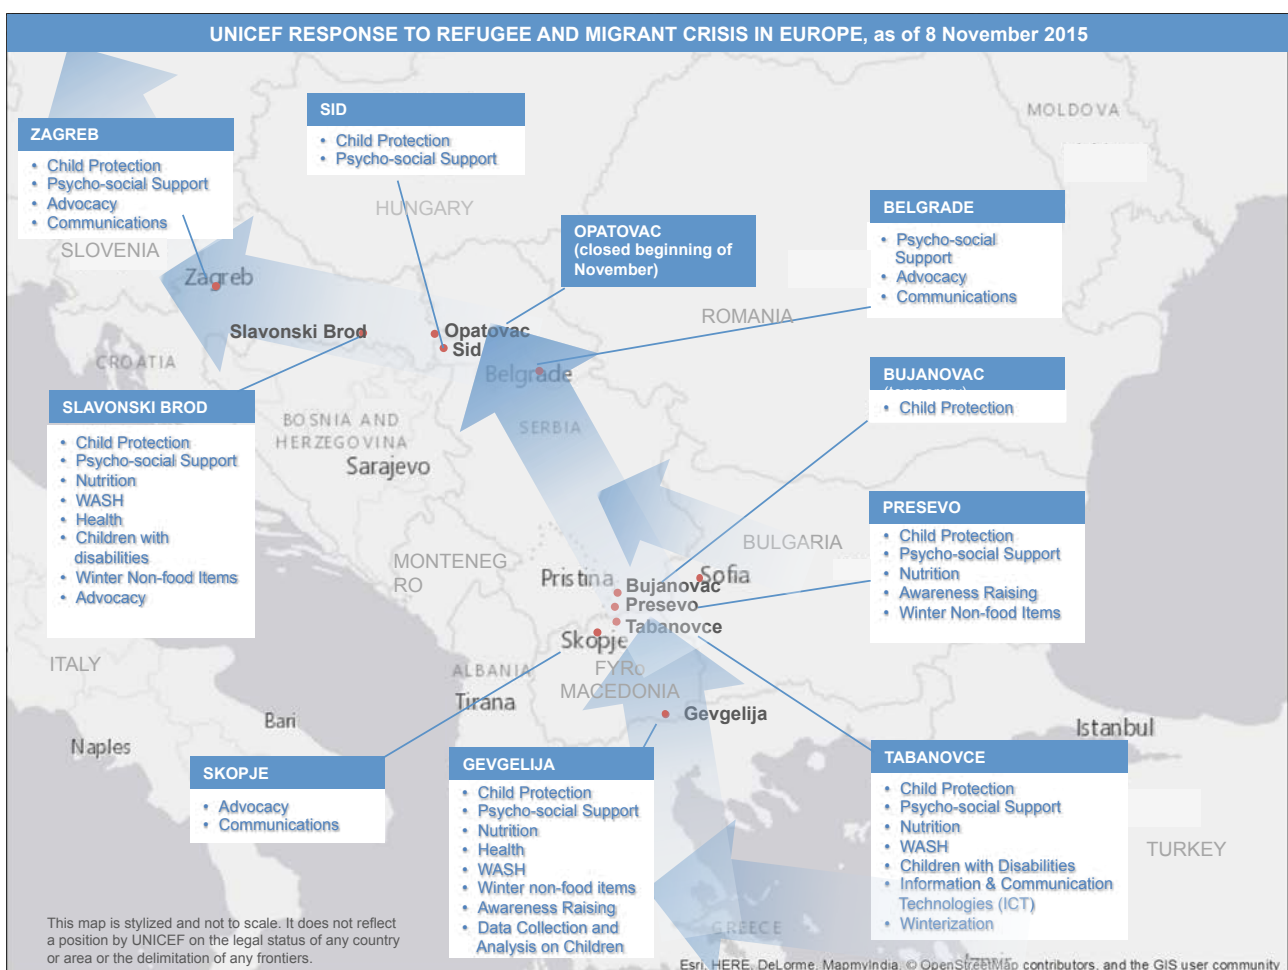 UNICEF RESPONSE TO REFUGEE AND MIGRANT CRISIS IN EUROPE, as of 8 November 2015
ZAGREB
• Child Protection
• Psycho-social Support
• Advocacy
• Communications
SID
• Child Protection
• Psycho-social Support
MOLDOVA
HUNGARY
SLOVENIA
OPATOVAC
(closed beginning of
November)
BELGRADE
• Psycho-social
Support
• Advocacy
• Communications
Zagreb
ROMANIA
Slavonski Brod
Opatovac
Sid
CROATIA
Belgrade
BUJANOVAC
(temporary)
• Child Protection
SLAVONSKI BROD
• Child Protection
• Psycho-social Support
• Nutrition
• WASH
• Health
• Children with
disabilities
• Winter Non-food Items
• Advocacy
BOSNIA AND
HERZEGOVINA
SERBIA
Sarajevo
PRESEVO
• Child Protection
• Psycho-social Support
• Nutrition
• Awareness Raising
• Winter Non-food Items
BULGARIA
MONTENEG
RO
Pristina
Sofia
Bujanovac
Presevo
Tabanovce
Skopje
ITALY
ALBANIA
FYRo
MACEDONIA
Tirana
Gevgelija
Bari
Naples
Istanbul
SKOPJE
• Advocacy
• Communications
GEVGELIJA
• Child Protection
• Psycho-social Support
• Nutrition
• Health
• WASH
• Winter non-food items
• Awareness Raising
• Data Collection and
Analysis on Children
TABANOVCE
• Child Protection
• Psycho-social Support
• Nutrition
• WASH
• Children with Disabilities
• Information & Communication
Technologies (ICT)
• Winterization
TURKEY
GREECE
This map is stylized and not to scale. It does not reflect
a position by UNICEF on the legal status of any country
or area or the delimitation of any frontiers.
Izmir
Esri, HERE, DeLorme, MapmyIndia, © OpenStreetMap contributors, and the GIS user community